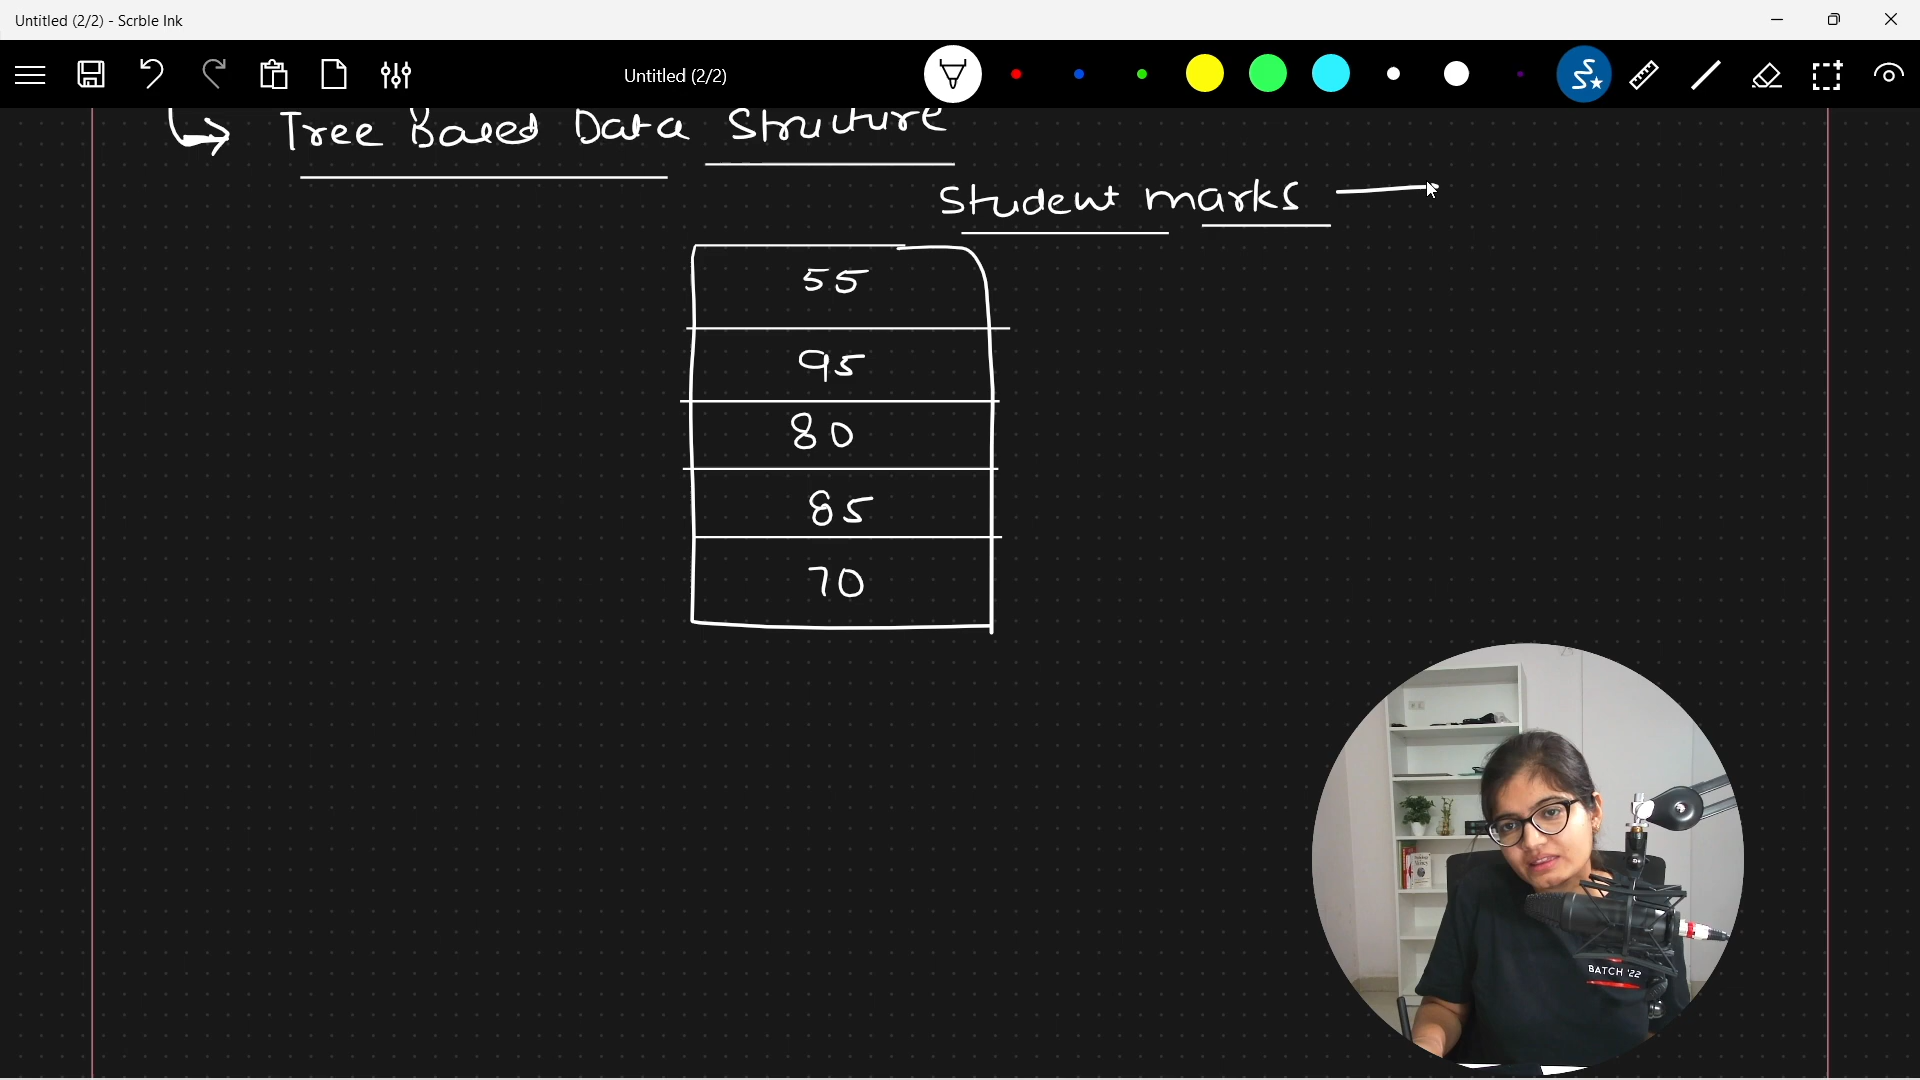 Untitled (2/2) - Scrble Ink
Untitled (2/2)
Tree Based Data Structure
Student marks
55
95
80
85
70
BATCH '22